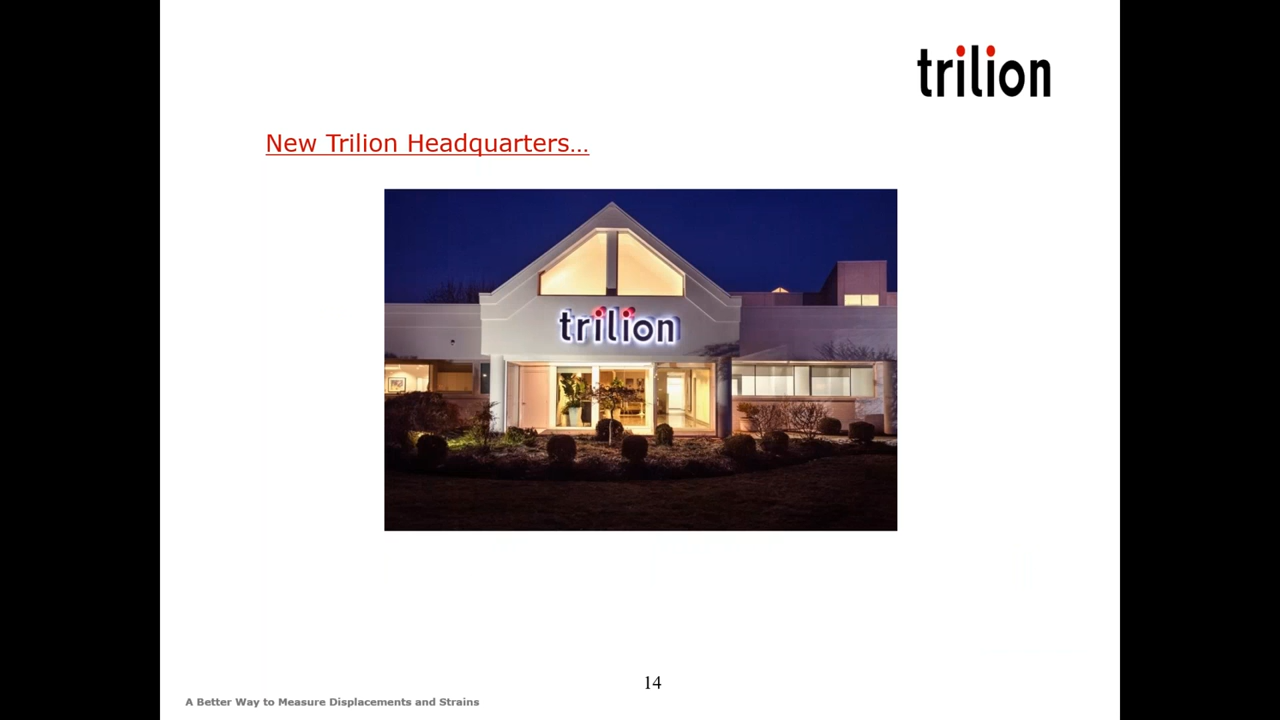 trilion
New Trilion Headquarters...
trilion
14
A Better Way to Measure Displacements and Strains